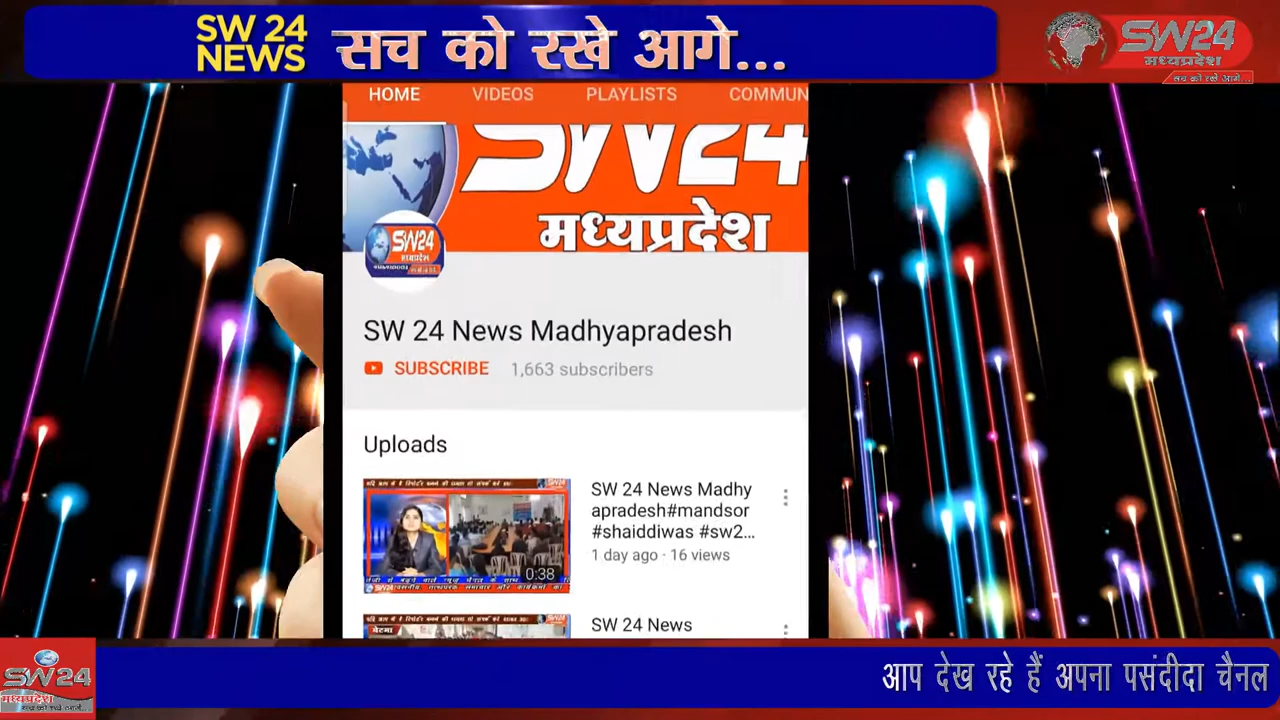 SW 24
NEWS
सच को रखे आगे...
SW24
मध्यप्रदेश
सच को रखे आगे...
HOME VIDEOS PLAYLISTS COMMUN
SW24
मध्यप्रदेश
SW24
SW 24 News Madhyapradesh
SUBSCRIBE 1,663 subscribers
Uploads
SW 24 News Madhy
apradesh#mandsor
#shaiddiwas #sw2...
1 day ago · 16 views
0:38
SW 24 News
SW24
मध्यप्रदेश
आप देख रहे हैं अपना पसंदीदा चैनल